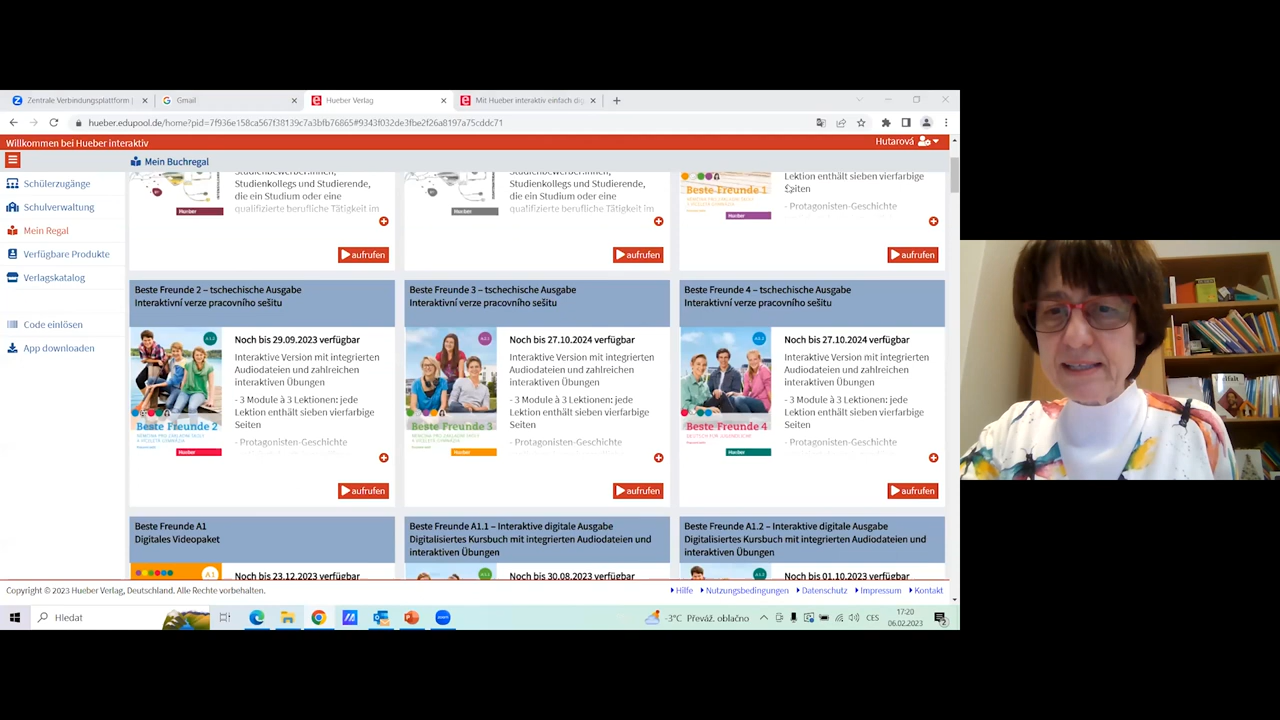 Zentrale Verbindungsplattform |
Gmail
Hueber Verlag
Mit Hueber interaktiv einfach dig
hueber.edupool.de/home?pid=7f936e158ca567f38139c7a3bfb76865#9343f032de3fbe2f26a8197a75cddc71
Willkommen bei Hueber interaktiv
Hutarová
Mein Buchregal
Schülerzugänge
Schulverwaltung
Mein Regal
Verfügbare Produkte
Verlagskatalog
Code einlösen
App downloaden
Studienbewerber:innen,
Studienkollegs und Studierende,
die ein Studium oder eine
qualifizierte berufliche Tätigkeit im
Hueber
aufrufen
Studienbewerber:innen,
Studienkollegs und Studierende,
die ein Studium oder eine
qualifizierte berufliche Tätigkeit im
Hueber
aufrufen
Lektion enthält sieben vierfarbige
Seiten
- Protagonisten-Geschichte
Beste Freunde 1
aufrufen
Beste Freunde 2 – tschechische Ausgabe
Interaktivní verze pracovního sešitu
Noch bis 29.09.2023 verfügbar
Interaktive Version mit integrierten
Audiodateien und zahlreichen
interaktiven Übungen
- 3 Module à 3 Lektionen: jede
Lektion enthält sieben vierfarbige
Seiten
- Protagonisten-Geschichte
Beste Freunde 2
Hueber
aufrufen
Beste Freunde 3 – tschechische Ausgabe
Interaktivní verze pracovního sešitu
Noch bis 27.10.2024 verfügbar
Interaktive Version mit integrierten
Audiodateien und zahlreichen
interaktiven Übungen
- 3 Module à 3 Lektionen: jede
Lektion enthält sieben vierfarbige
Seiten
- Protagonisten-Geschichte
Beste Freunde 3
Hueber
aufrufen
Beste Freunde 4 – tschechische Ausgabe
Interaktivní verze pracovního sešitu
Noch bis 27.10.2024 verfügbar
Interaktive Version mit integrierten
Audiodateien und zahlreichen
interaktiven Übungen
- 3 Module à 3 Lektionen: jede
Lektion enthält sieben vierfarbige
Seiten
- Protagonisten-Geschichte
Beste Freunde 4
Hueber
aufrufen
Beste Freunde A1
Digitales Videopaket
Noch bis 23.12.2023 verfügbar
Beste Freunde A1.1 – Interaktive digitale Ausgabe
Digitalisiertes Kursbuch mit integrierten Audiodateien und
interaktiven Übungen
Noch bis 30.08.2023 verfügbar
Beste Freunde A1.2 – Interaktive digitale Ausgabe
Digitalisiertes Kursbuch mit integrierten Audiodateien und
interaktiven Übungen
Noch bis 01.10.2023 verfügbar
Copyright © 2023 Hueber Verlag, Deutschland. Alle Rechte vorbehalten.
Hilfe
Nutzungsbedingungen
Datenschutz
Impressum
Kontakt
Hledat
-3°C Převáž. oblačno
CES
17:20
06.02.2023
2